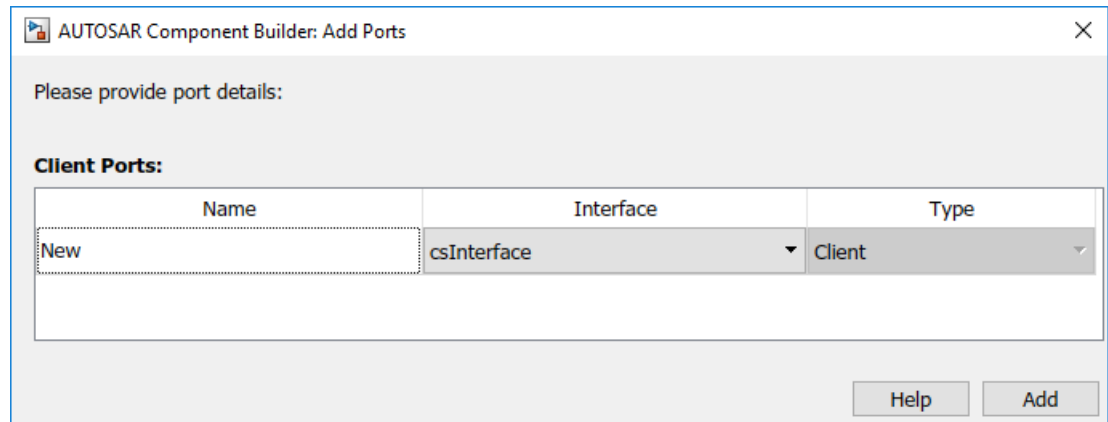 AUTOSAR Component Builder: Add Ports
Please provide port details:
Client Ports:
Name Interface Type
New csInterface Client
Help Add